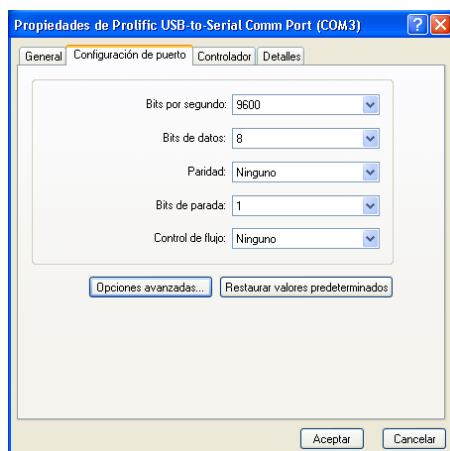 Propiedades de Prolific USB-to-Serial Comm Port (COM3)
General Configuración de puerto Controlador Detalles
Bits por segundo: 9600
Bits de datos: 8
Paridad: Ninguno
Bits de parada: 1
Control de flujo: Ninguno
Opciones avanzadas... Restaurar valores predeterminados
Aceptar Cancelar